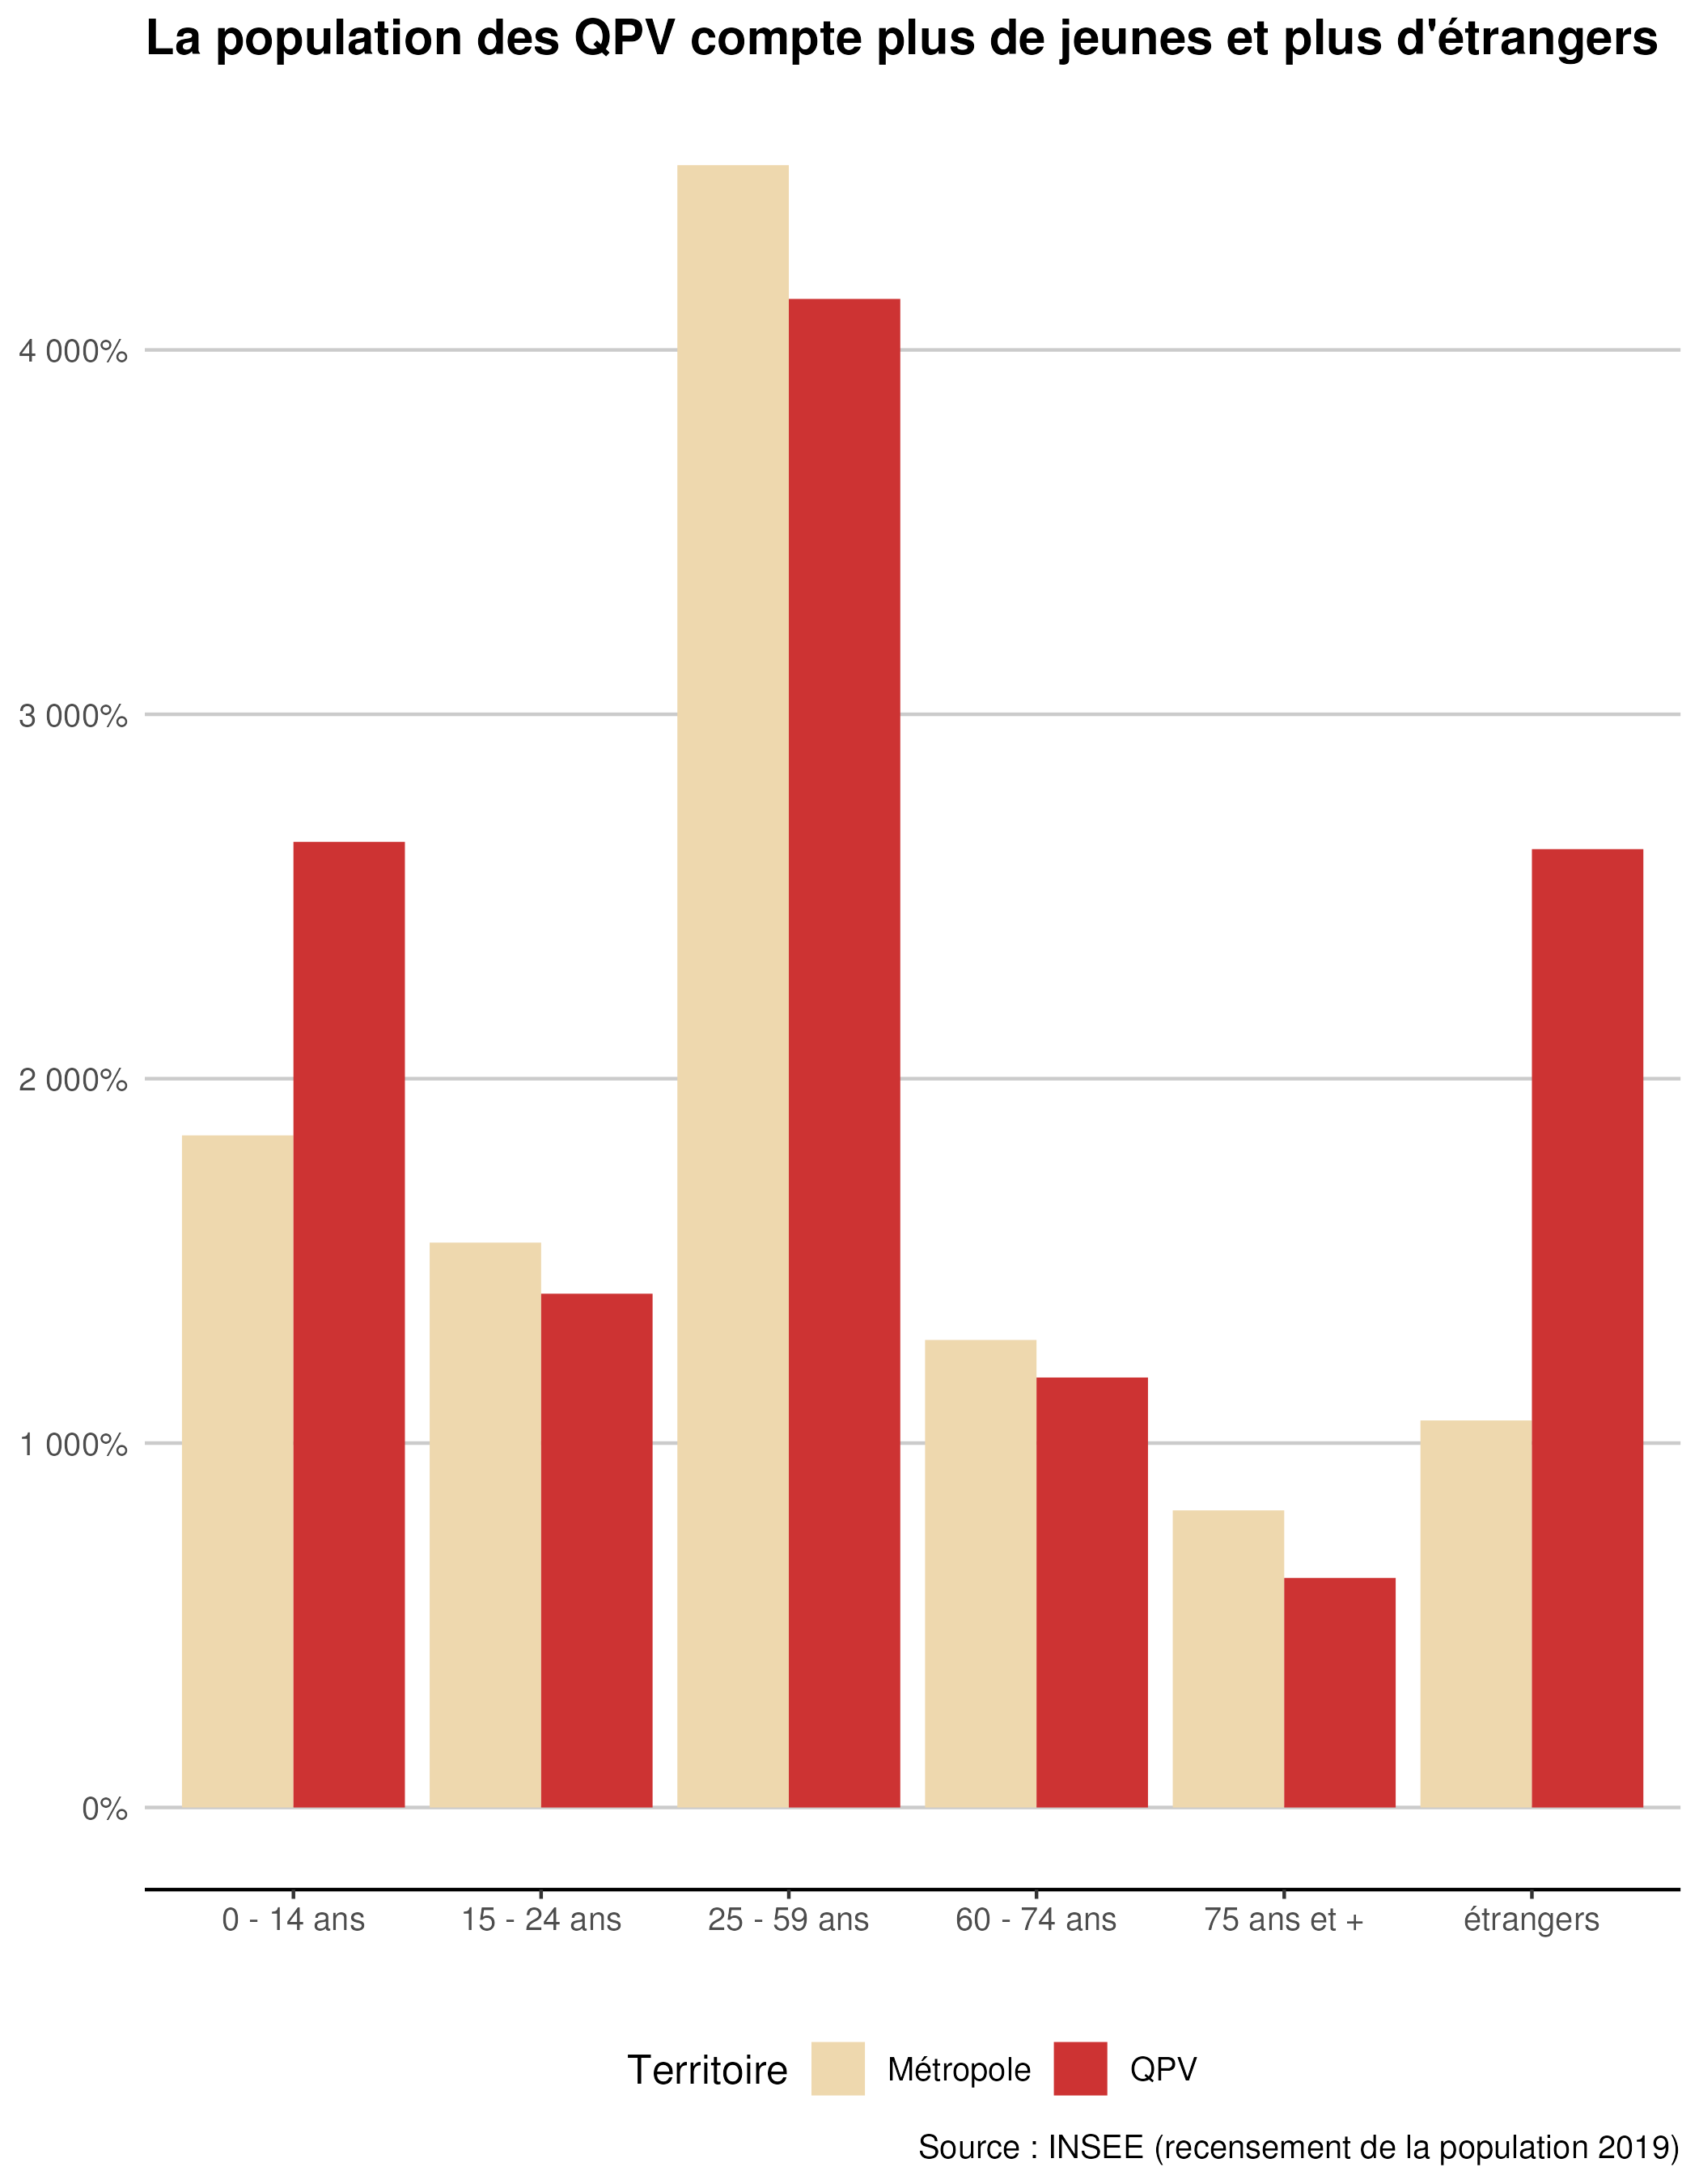 La population des QPV compte plus de jeunes et plus d'étrangers
4 000%
3 000%
2 000%
1 000%
0%
0 - 14 ans
15 - 24 ans
25 - 59 ans
60 - 74 ans
75 ans et +
étrangers
Territoire
Métropole
QPV
Source : INSEE (recensement de la population 2019)